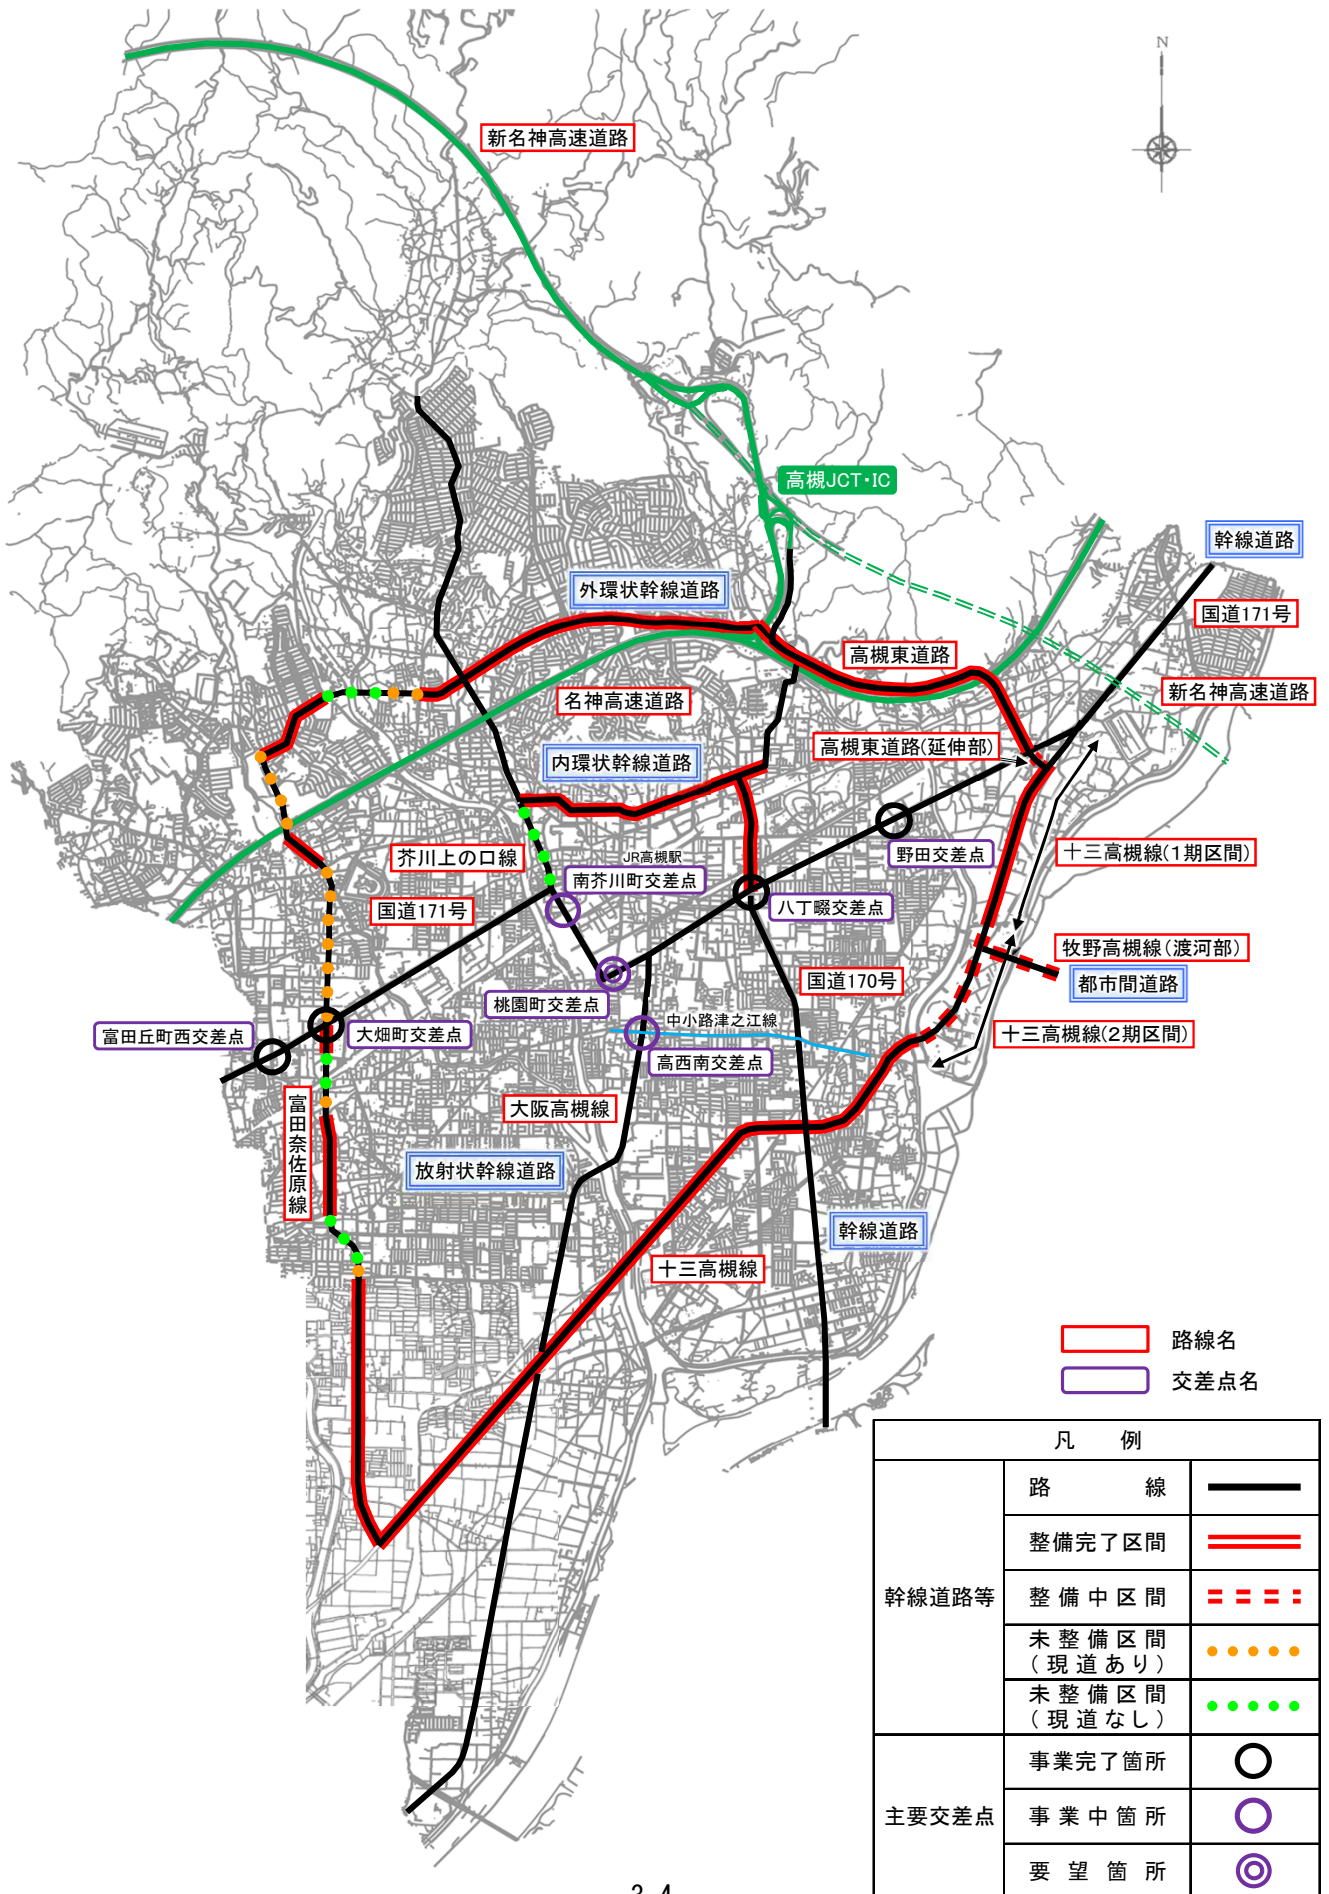 N
新名神高速道路
高槻JCT・IC
幹線道路
外環状幹線道路
国道171号
高槻東道路
新名神高速道路
名神高速道路
高槻東道路(延伸部)
内環状幹線道路
芥川上の口線
JR高槻駅
野田交差点
十三高槻線(1期区間)
南芥川町交差点
国道171号
八丁畷交差点
牧野高槻線(渡河部)
国道170号
都市間道路
桃園町交差点
中小路津之江線
富田丘町西交差点
大畑町交差点
十三高槻線(2期区間)
高西南交差点
大阪高槻線
富田奈佐原線
放射状幹線道路
幹線道路
十三高槻線
路線名
交差点名
凡 例
幹線道路等
路 線
整備完了区間
整備中区間
未整備区間
(現道あり)
未整備区間
(現道なし)
主要交差点
事業完了箇所
事業中箇所
要望箇所
3-4